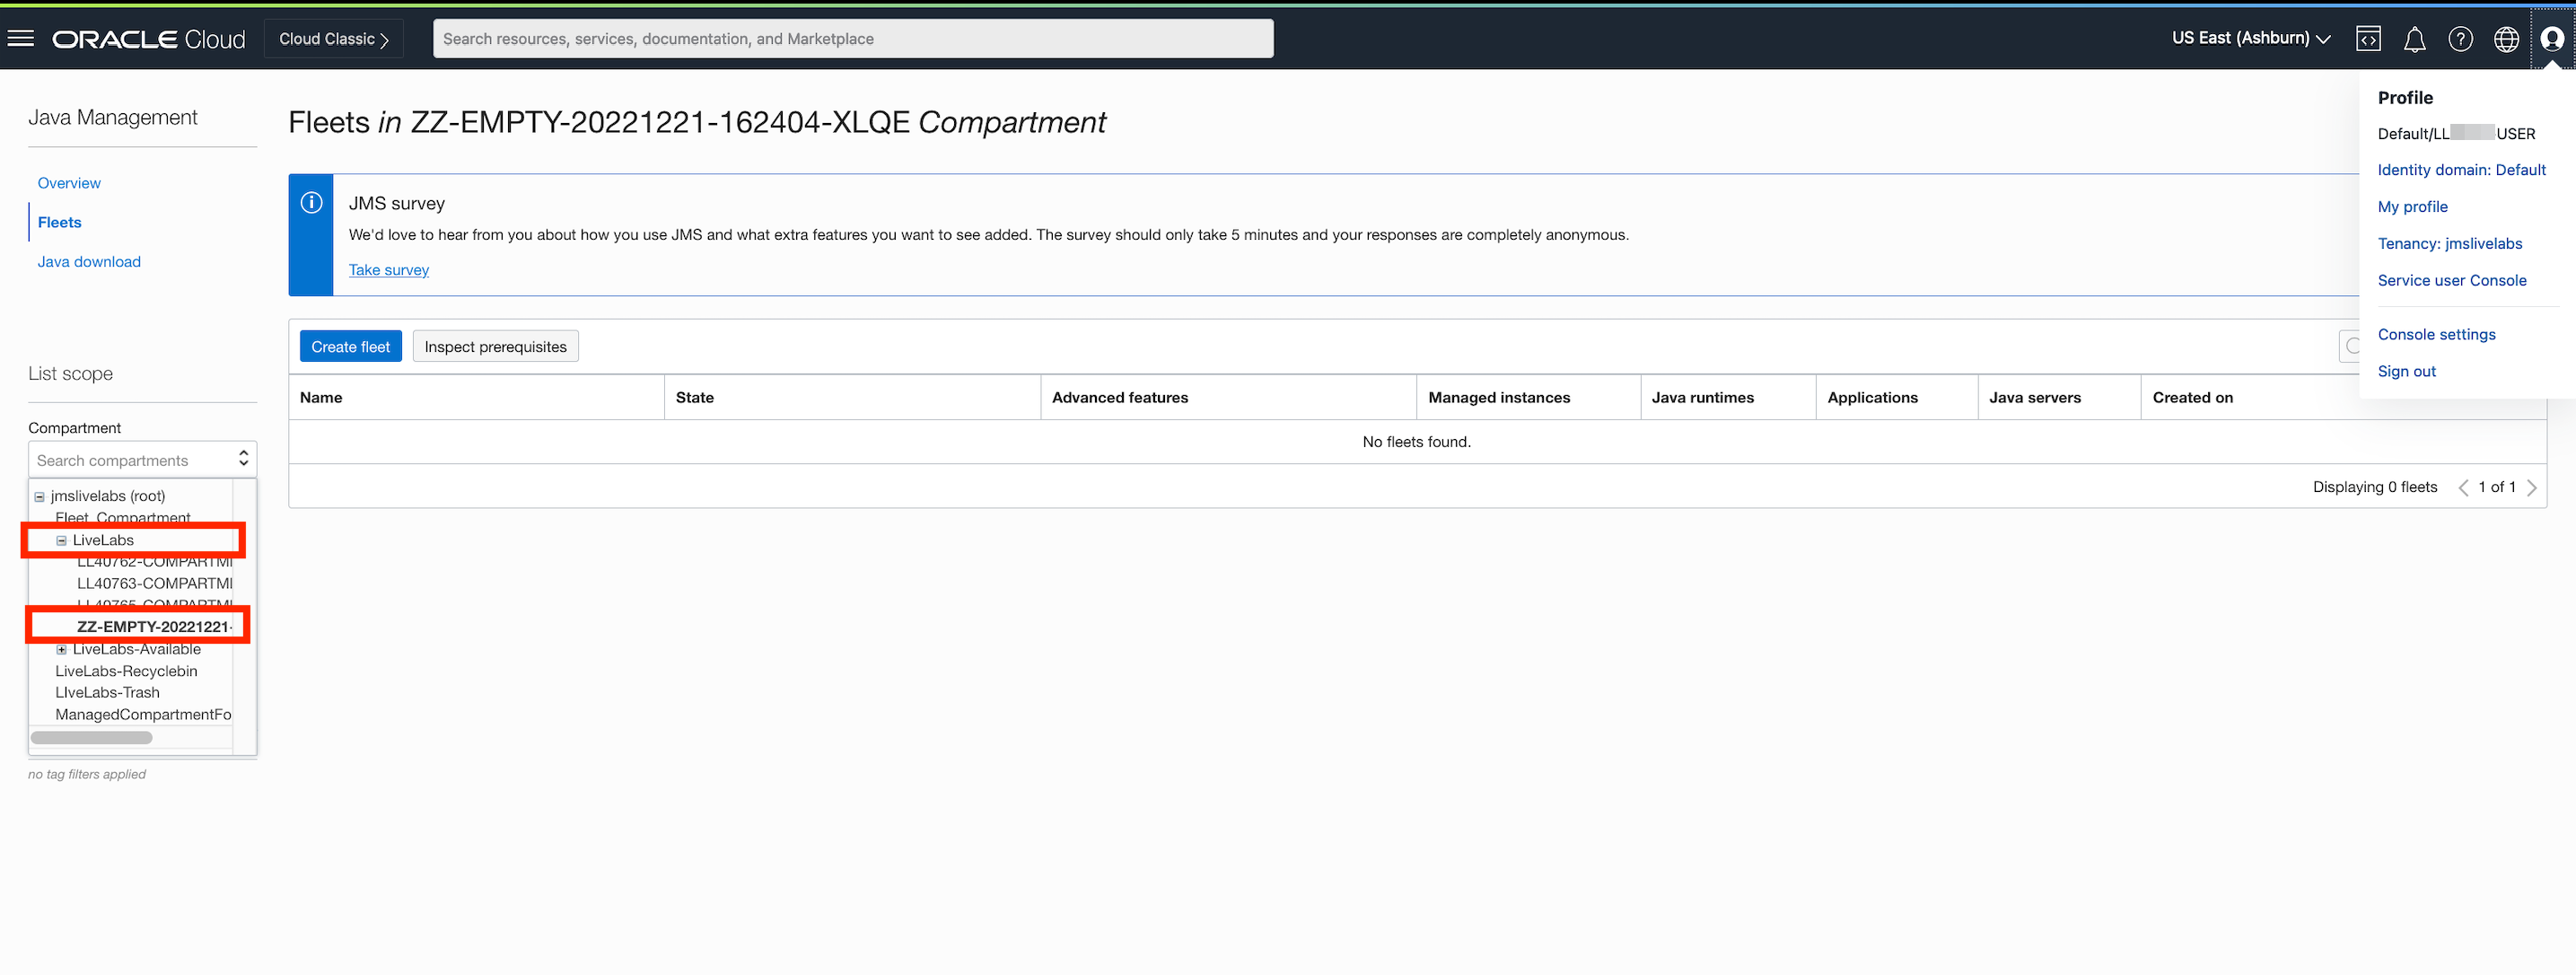 ORACLE Cloud
Cloud Classic
Search resources, services, documentation, and Marketplace
US East (Ashburn)
Java Management
Overview
Fleets
Java download
List scope
Compartment
Search compartments
jmslivelabs (root)
Fleet_Compartment
LiveLabs
LL40762-COMPARTM
LL40763-COMPARTM
LL40765-COMPARTM
ZZ-EMPTY-20221221-
LiveLabs-Available
LiveLabs-Recyclebin
LIveLabs-Trash
ManagedCompartmentFo
no tag filters applied
Fleets in ZZ-EMPTY-20221221-162404-XLQE Compartment
JMS survey
We'd love to hear from you about how you use JMS and what extra features you want to see added. The survey should only take 5 minutes and your responses are completely anonymous.
Take survey
Create fleet
Inspect prerequisites
Name State Advanced features Managed instances Java runtimes Applications Java servers Created on
No fleets found.
Displaying 0 fleets 1 of 1
Profile
Default/LL USER
Identity domain: Default
My profile
Tenancy: jmslivelabs
Service user Console
Console settings
Sign out